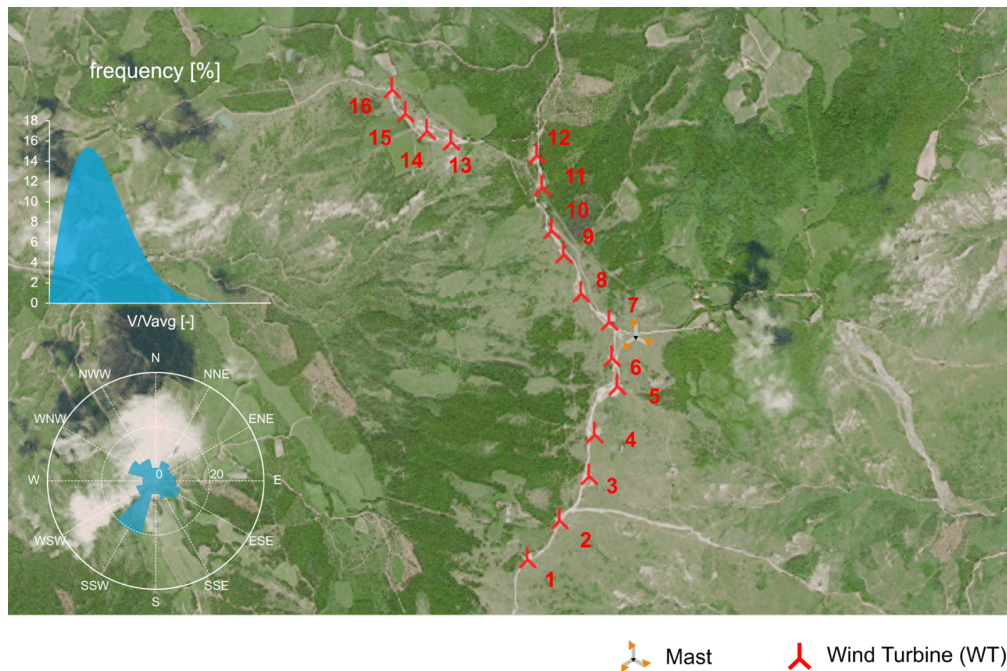 frequency [%]
18
16
14
12
10
8
6
4
2
0
V/Vavg [-]
N
NNE
ENE
E
ESE
SSE
S
SSW
WSW
W
WNW
NWW
0
20
16
15
14
13
12
11
10
9
8
7
6
5
4
3
2
1
Mast
Wind Turbine (WT)